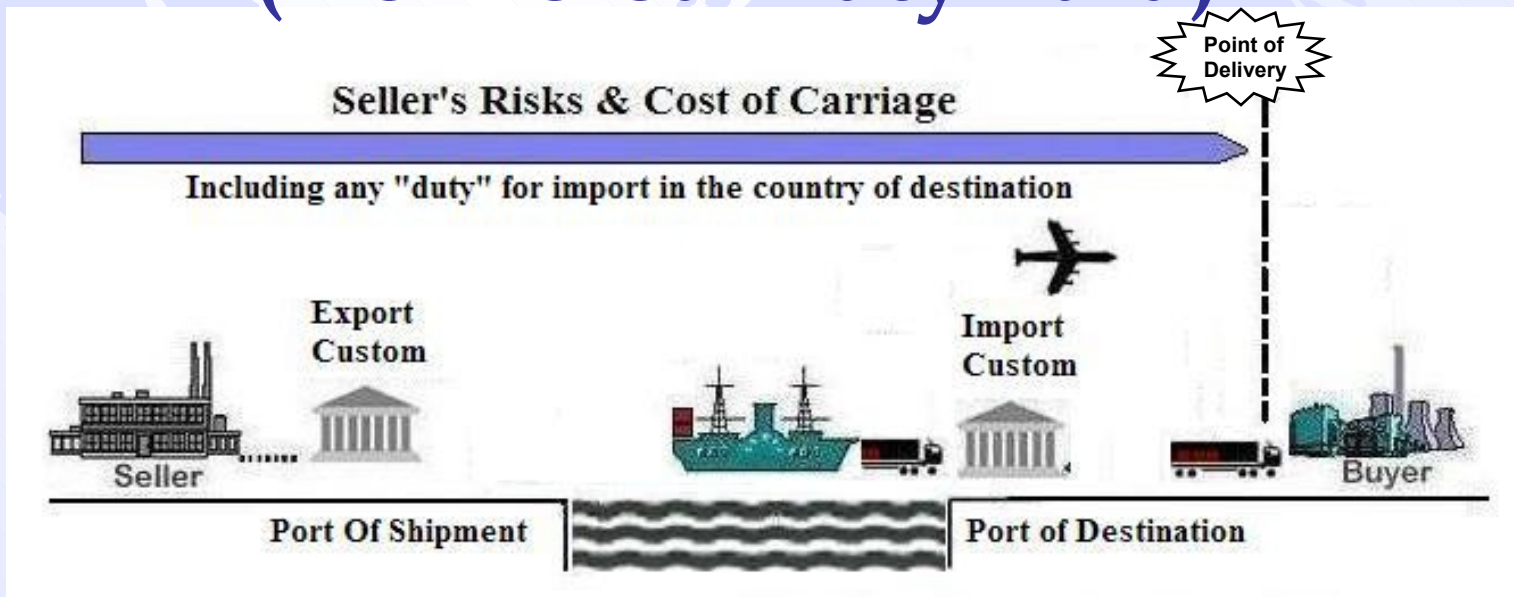 Point of
Delivery
Seller's Risks & Cost of Carriage
Including any "duty" for import in the country of destination
Export
Custom
Import
Custom
Seller
Buyer
Port Of Shipment
Port of Destination